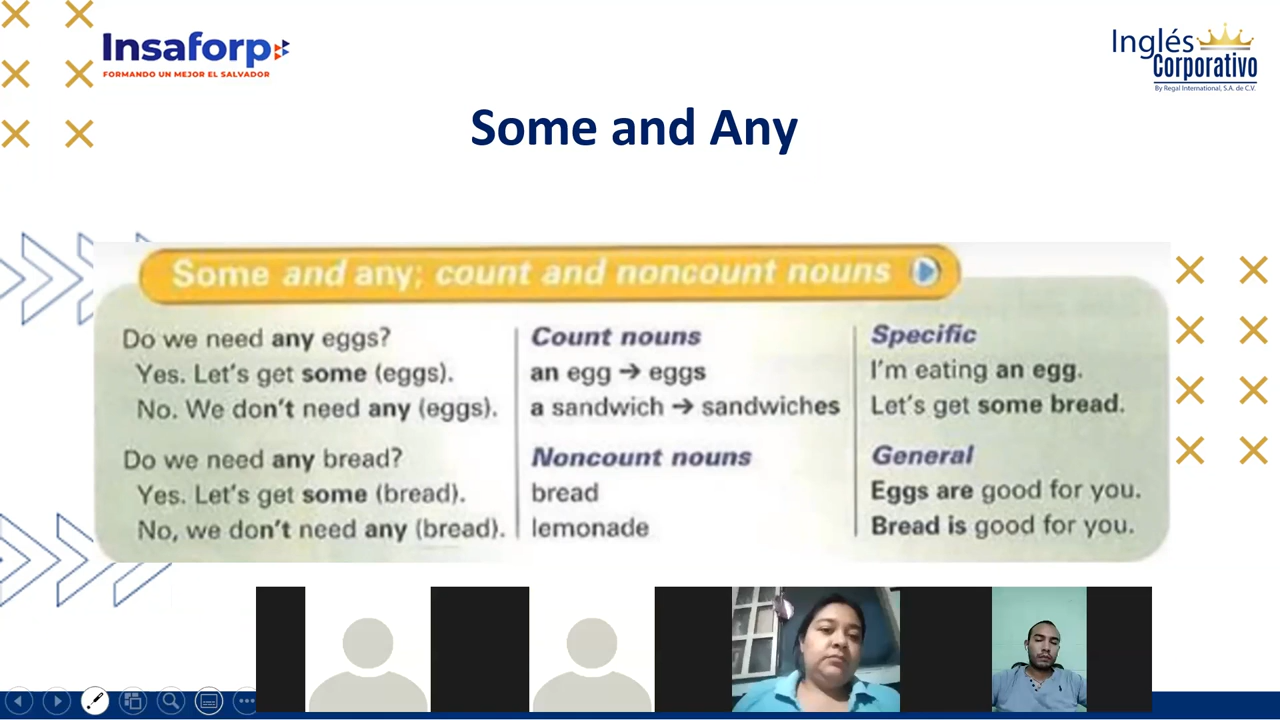 Insaforp
FORMANDO UN MEJOR EL SALVADOR
Inglés
Corporativo
By Regal International, S.A. de C.V.
Some and Any
Some and any; count and noncount nouns
Do we need any eggs?
Yes. Let's get some (eggs).
No. We don't need any (eggs).
Do we need any bread?
Yes. Let's get some (bread).
No, we don't need any (bread).
Count nouns
an egg → eggs
a sandwich → sandwiches
Noncount nouns
bread
lemonade
Specific
I'm eating an egg.
Let's get some bread.
General
Eggs are good for you.
Bread is good for you.